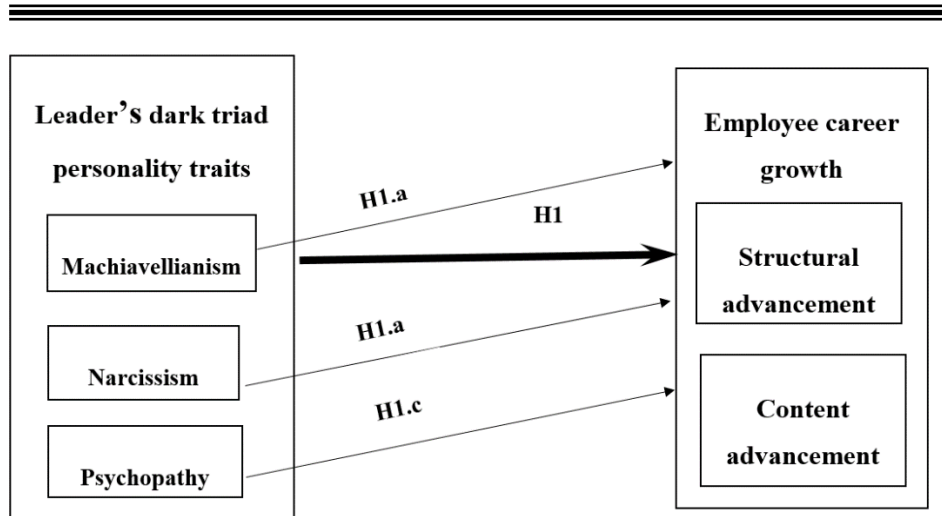 Leader’s dark triad
personality traits
Machiavellianism
Narcissism
Psychopathy
H1.a
H1
H1.a
H1.c
Employee career
growth
Structural
advancement
Content
advancement